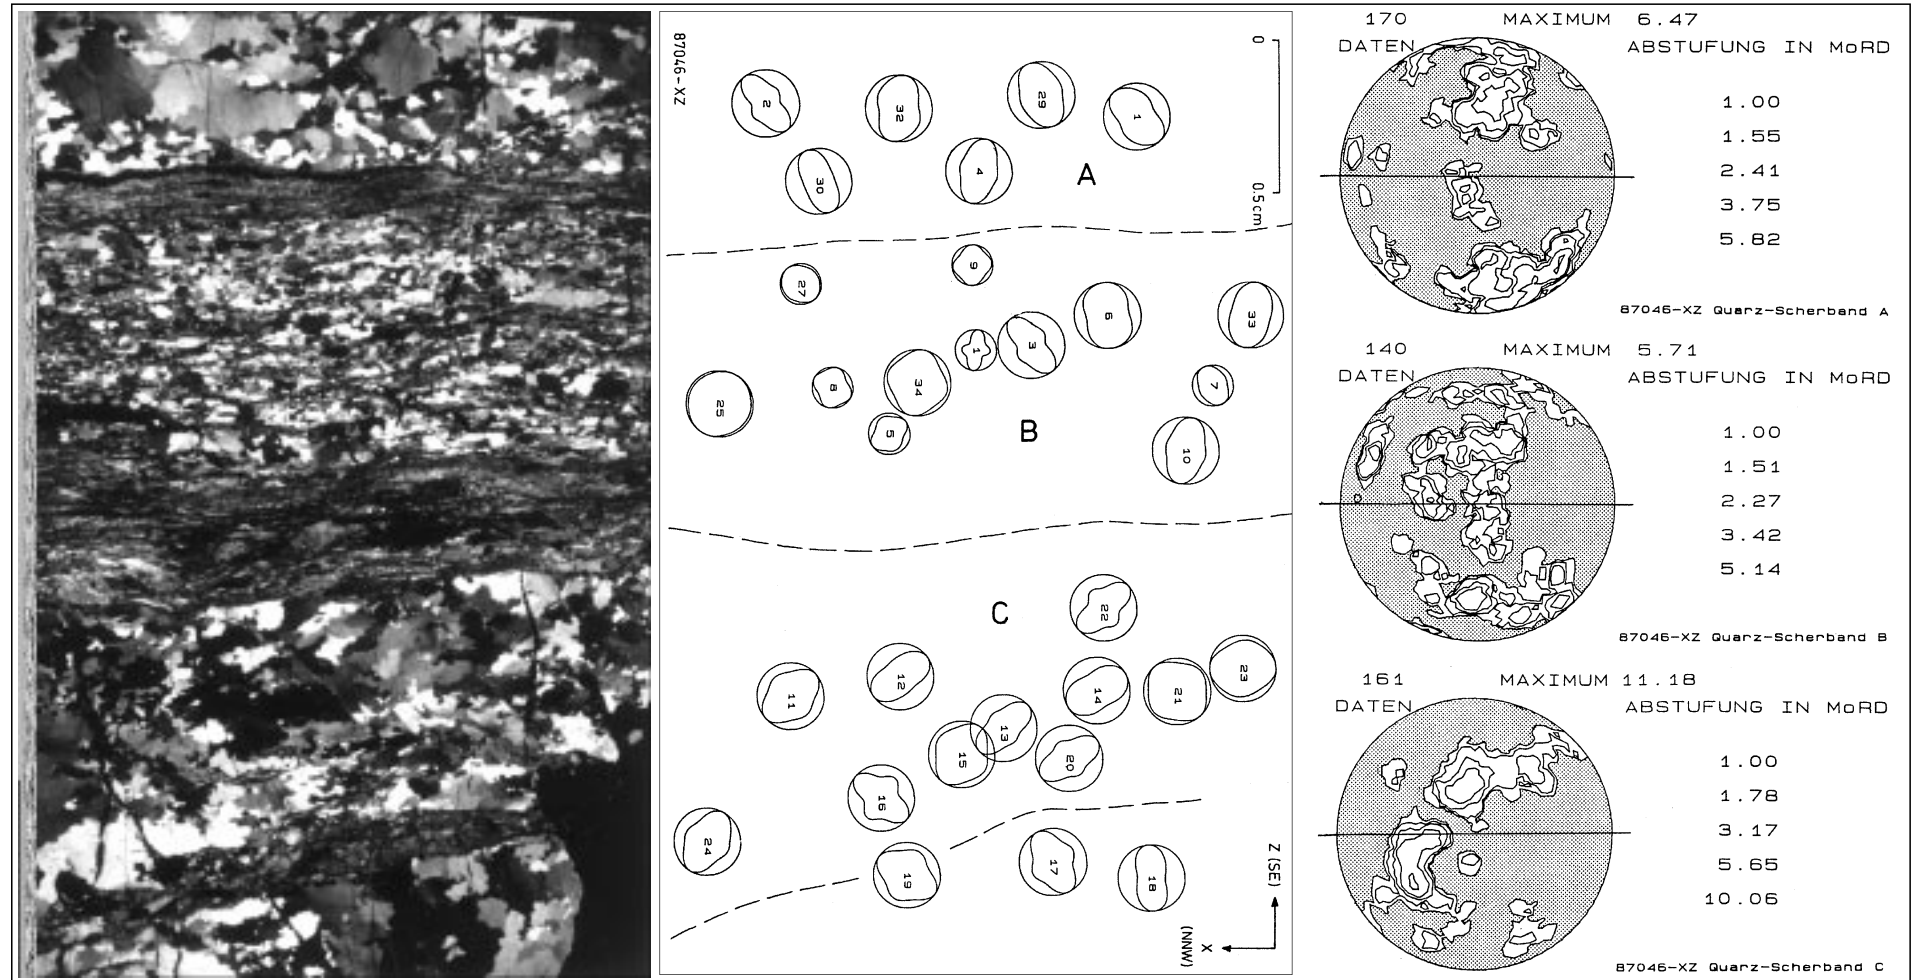 87046-XZ
0
0.5cm
2
32
29
1
30
4
A
27
9
6
33
1
3
7
8
34
25
5
B
10
22
C
12
23
11
14
21
13
15
20
16
24
19
17
18
Z (SE)
X
(NNW)
170 MAXIMUM 6.47
DATEN ABSTUFUNG IN MoRD
1.00
1.55
2.41
3.75
5.82
87046-XZ Quarz-Scherband A
140 MAXIMUM 5.71
DATEN ABSTUFUNG IN MoRD
1.00
1.51
2.27
3.42
5.14
87046-XZ Quarz-Scherband B
161 MAXIMUM 11.18
DATEN ABSTUFUNG IN MoRD
1.00
1.78
3.17
5.65
10.06
87046-XZ Quarz-Scherband C